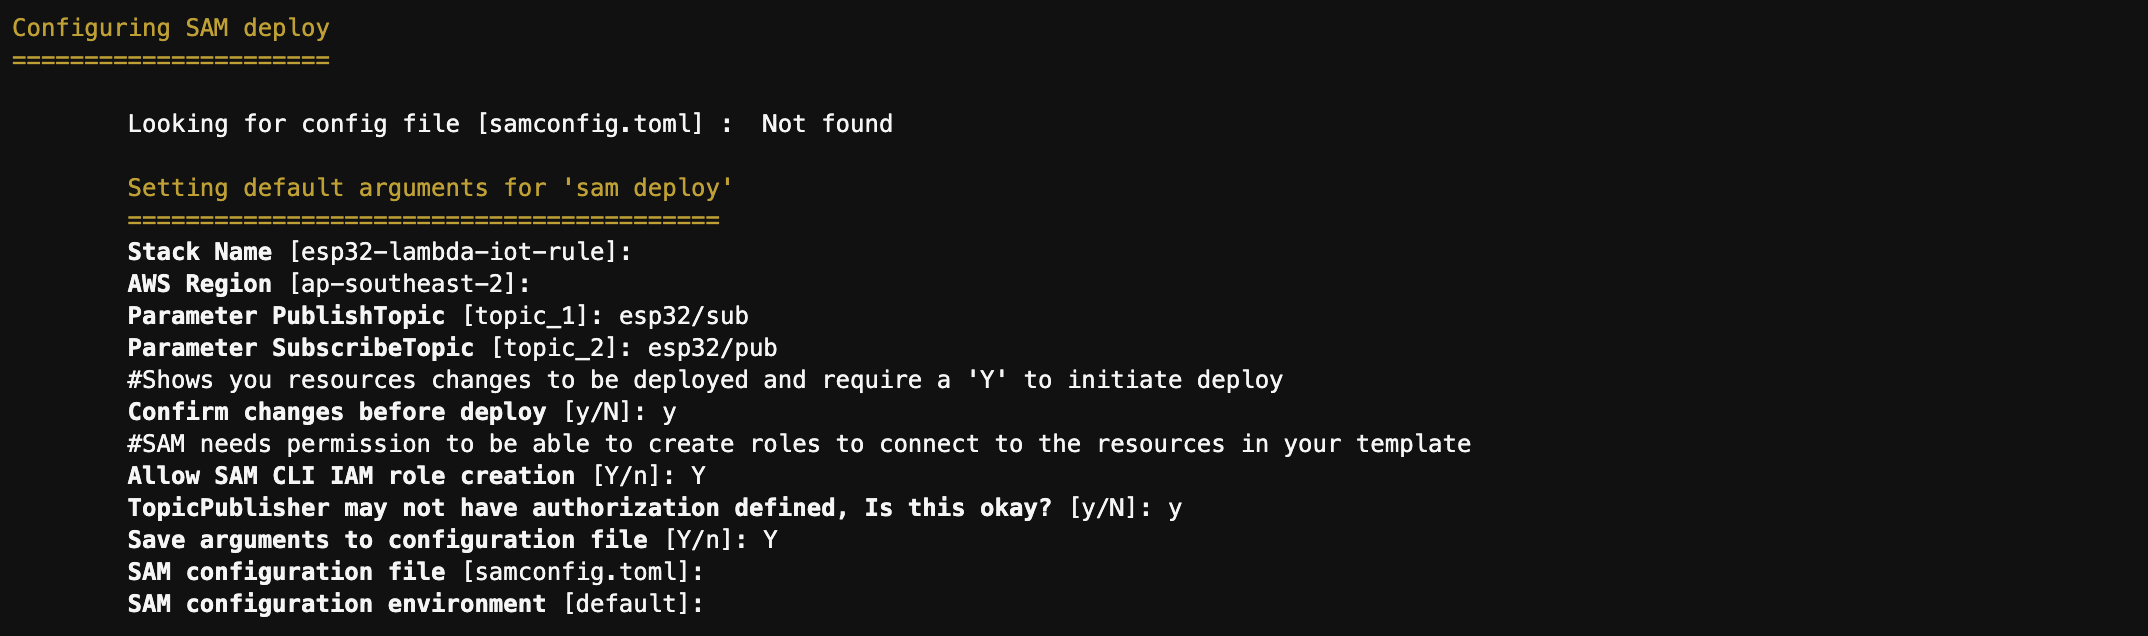 Configuring SAM deploy
======================
Looking for config file [samconfig.toml] :  Not found
Setting default arguments for 'sam deploy'
=========================================
Stack Name [esp32-lambda-iot-rule]:
AWS Region [ap-southeast-2]:
Parameter PublishTopic [topic_1]: esp32/sub
Parameter SubscribeTopic [topic_2]: esp32/pub
#Shows you resources changes to be deployed and require a 'Y' to initiate deploy
Confirm changes before deploy [y/N]: y
#SAM needs permission to be able to create roles to connect to the resources in your template
Allow SAM CLI IAM role creation [Y/n]: Y
TopicPublisher may not have authorization defined, Is this okay? [y/N]: y
Save arguments to configuration file [Y/n]: Y
SAM configuration file [samconfig.toml]:
SAM configuration environment [default]: